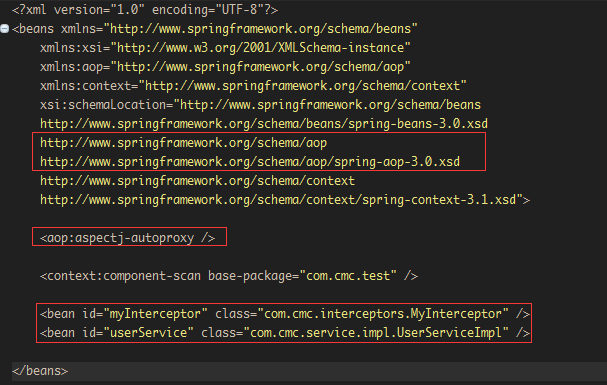 <?xml version="1.0" encoding="UTF-8"?>
<beans xmlns="http://www.springframework.org/schema/beans"
xmlns:xsi="http://www.w3.org/2001/XMLSchema-instance"
xmlns:aop="http://www.springframework.org/schema/aop"
xmlns:context="http://www.springframework.org/schema/context"
xsi:schemaLocation="http://www.springframework.org/schema/beans
http://www.springframework.org/schema/beans/spring-beans-3.0.xsd
http://www.springframework.org/schema/aop
http://www.springframework.org/schema/aop/spring-aop-3.0.xsd
http://www.springframework.org/schema/context
http://www.springframework.org/schema/context/spring-context-3.1.xsd">
<aop:aspectj-autoproxy />
<context:component-scan base-package="com.cmc.test" />
<bean id="myInterceptor" class="com.cmc.interceptors.MyInterceptor" />
<bean id="userService" class="com.cmc.service.impl.UserServiceImpl" />
</beans>